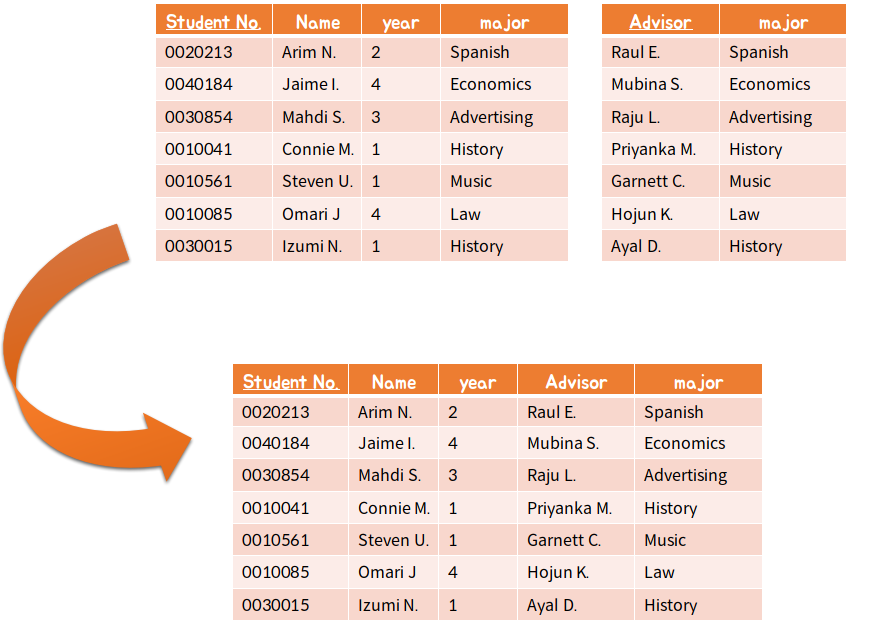 Student No. Name year major
0020213 Arim N. 2 Spanish
0040184 Jaime I. 4 Economics
0030854 Mahdi S. 3 Advertising
0010041 Connie M. 1 History
0010561 Steven U. 1 Music
0010085 Omari J 4 Law
0030015 Izumi N. 1 History
Advisor major
Raul E. Spanish
Mubina S. Economics
Raju L. Advertising
Priyanka M. History
Garnett C. Music
Hojun K. Law
Ayal D. History
Student No. Name year Advisor major
0020213 Arim N. 2 Raul E. Spanish
0040184 Jaime I. 4 Mubina S. Economics
0030854 Mahdi S. 3 Raju L. Advertising
0010041 Connie M. 1 Priyanka M. History
0010561 Steven U. 1 Garnett C. Music
0010085 Omari J 4 Hojun K. Law
0030015 Izumi N. 1 Ayal D. History